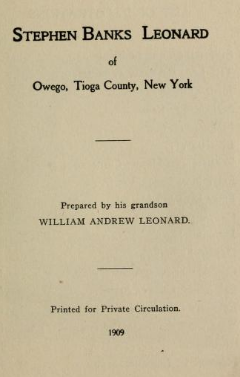 STEPHEN BANKS LEONARD
of
Owego, Tioga County, New York
Prepared by his grandson
WILLIAM ANDREW LEONARD.
Printed for Private Circulation.
1909